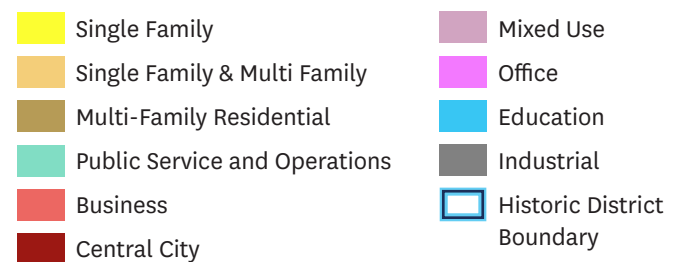 Single Family
Single Family & Multi Family
Multi-Family Residential
Public Service and Operations
Business
Central City
Mixed Use
Office
Education
Industrial
Historic District
Boundary